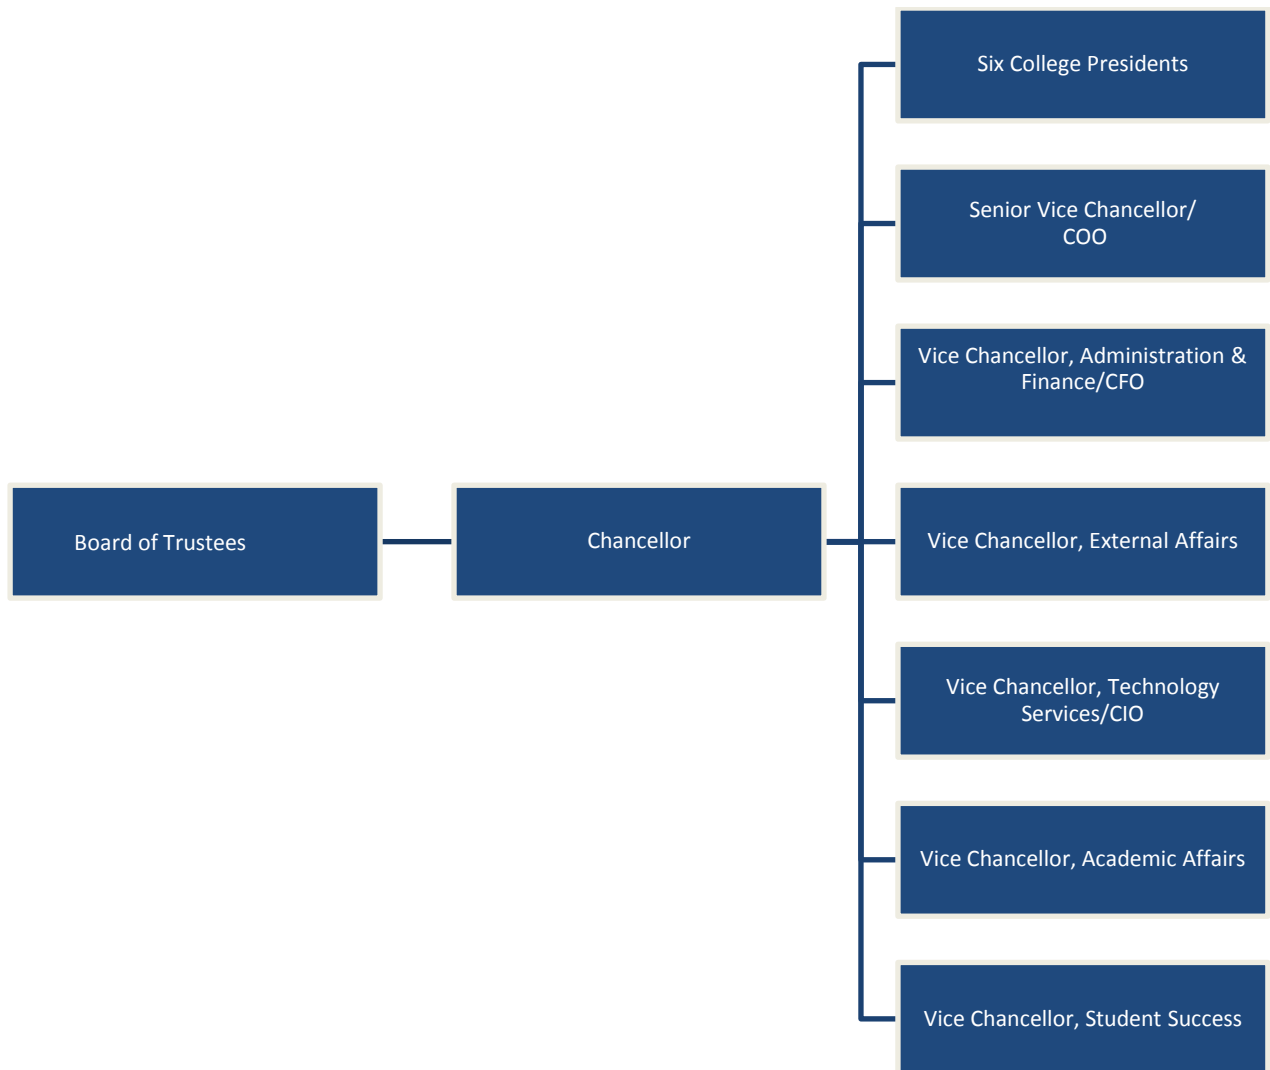 Six College Presidents
Senior Vice Chancellor/
COO
Vice Chancellor, Administration &
Finance/CFO
Board of Trustees
Chancellor
Vice Chancellor, External Affairs
Vice Chancellor, Technology
Services/CIO
Vice Chancellor, Academic Affairs
Vice Chancellor, Student Success